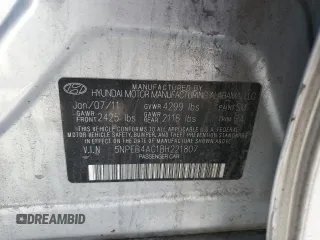 MANUFACTURED BY
HYUNDAI MOTOR MANUFACTURING ALABAMA, LLC
Jan/07/11 GVWR 4299 lbs
GAWR FRONT 2425 lbs GAWR REAR 2116 lbs
THIS VEHICLE CONFORMS TO ALL APPLICABLE U.S. FEDERAL
MOTOR VEHICLE SAFETY, BUMPER, AND THEFT PREVENTION
STANDARDS IN EFFECT ON THE DATE OF MANUFACTURE SHOWN ABOVE.
V.I.N 5NPEB4AC1BH221807
PASSENGER CAR